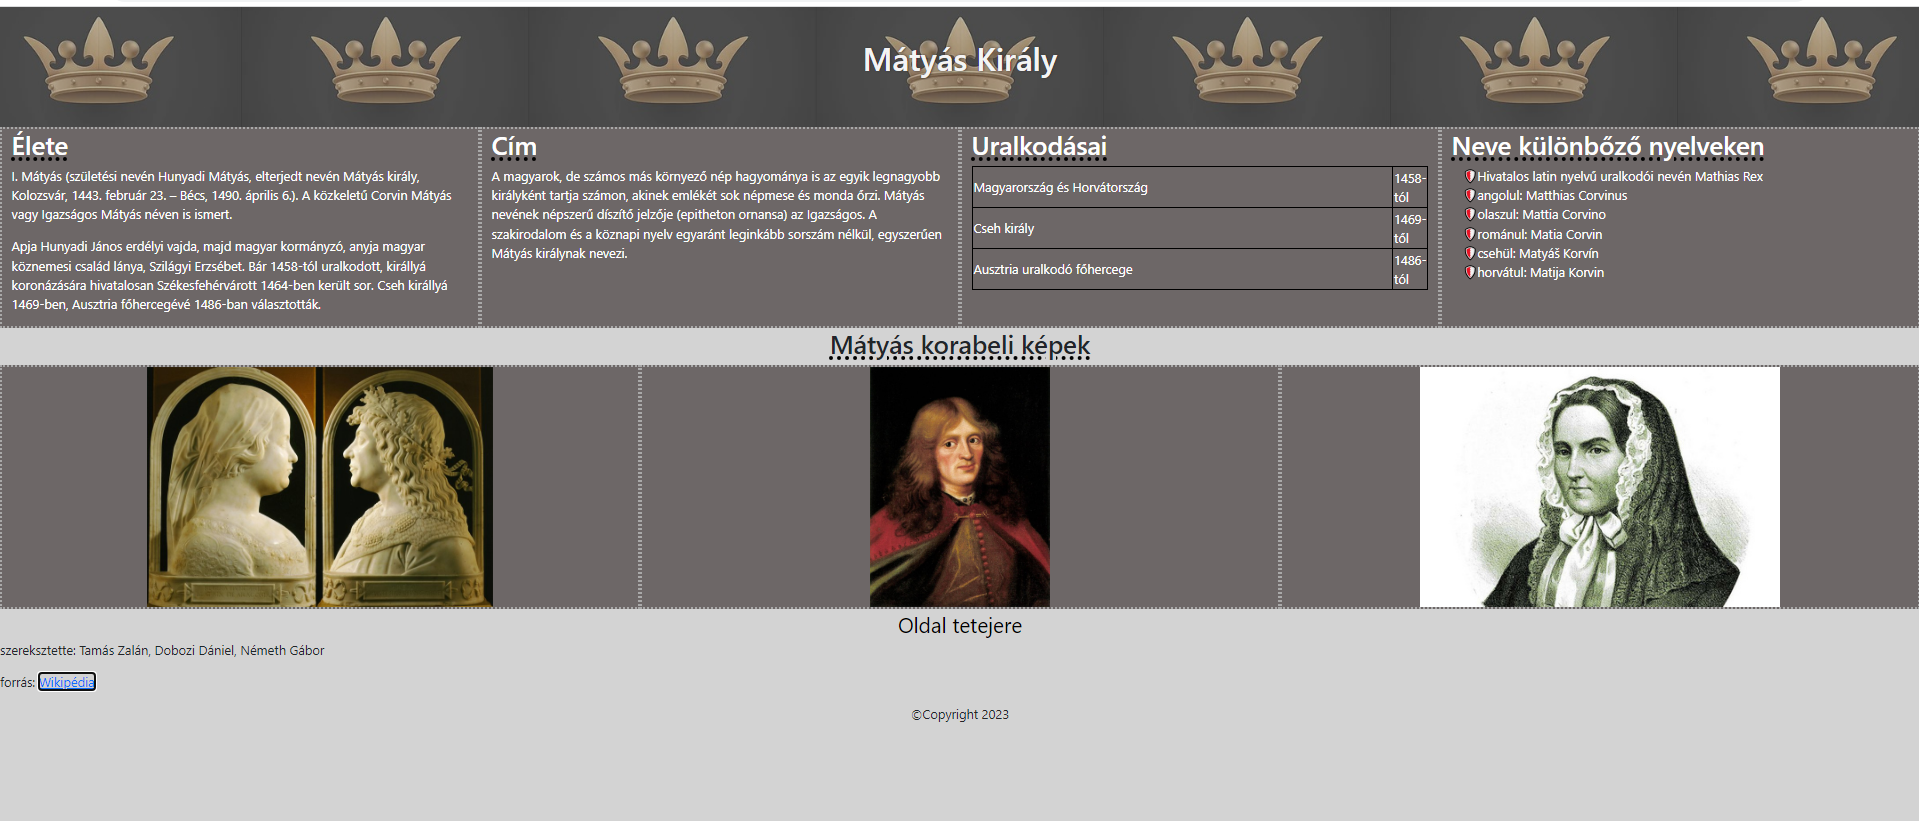 Mátyás Király
Élete
I. Mátyás (születési nevén Hunyadi Mátyás, elterjedt nevén Mátyás király,
Kolozsvár, 1443. február 23. – Bécs, 1490. április 6.). A közkeletű Corvin Mátyás
vagy Igazságos Mátyás néven is ismert.
Apja Hunyadi János erdélyi vajda, majd magyar kormányzó, anyja magyar
köznemesi család lánya, Szilágyi Erzsébet. Bár 1458-tól uralkodott, királlyá
koronázására hivatalosan Székesfehérvárott 1464-ben került sor. Cseh királlyá
1469-ben, Ausztria főhercegévé 1486-ban választották.
Cím
A magyarok, de számos más környező nép hagyománya is az egyik legnagyobb
királyként tartja számon, akinek emlékét sok népmese és monda őrzi. Mátyás
nevének népszerű díszítő jelzője (epitheton ornansa) az Igazságos. A
szakirodalom és a köznapi nyelv egyaránt leginkább sorszám nélkül, egyszerűen
Mátyás királynak nevezi.
Uralkodásai
Magyarország és Horvátország
1458-
tól
Cseh király
1469-
től
Ausztria uralkodó főhercege
1486-
tól
Neve különböző nyelveken
Hivatalos latin nyelvű uralkodói nevén Mathias Rex
angolul: Matthias Corvinus
olaszul: Mattia Corvino
románul: Matia Corvin
csehül: Matyáš Korvín
horvátul: Matija Korvin
Mátyás korabeli képek
Oldal tetejere
szereksztette: Tamás Zalán, Dobozi Dániel, Németh Gábor
forrás: Wikipédia
©Copyright 2023